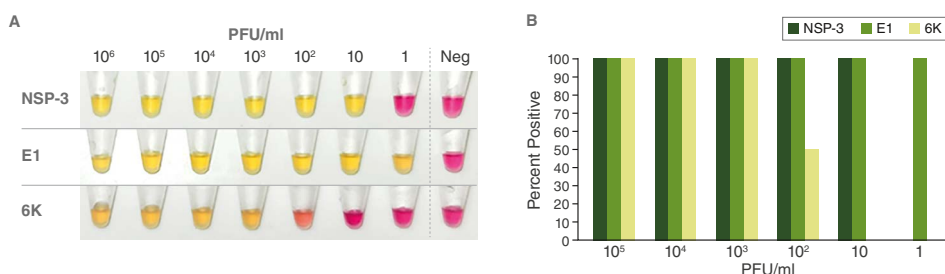 A
PFU/ml
10⁶ 10⁵ 10⁴ 10³ 10² 10 1 Neg
NSP-3
E1
6K
B
NSP-3 E1 6K
Percent Positive
100
90
80
70
60
50
40
30
20
10
0
10⁵ 10⁴ 10³ 10² 10 1
PFU/ml